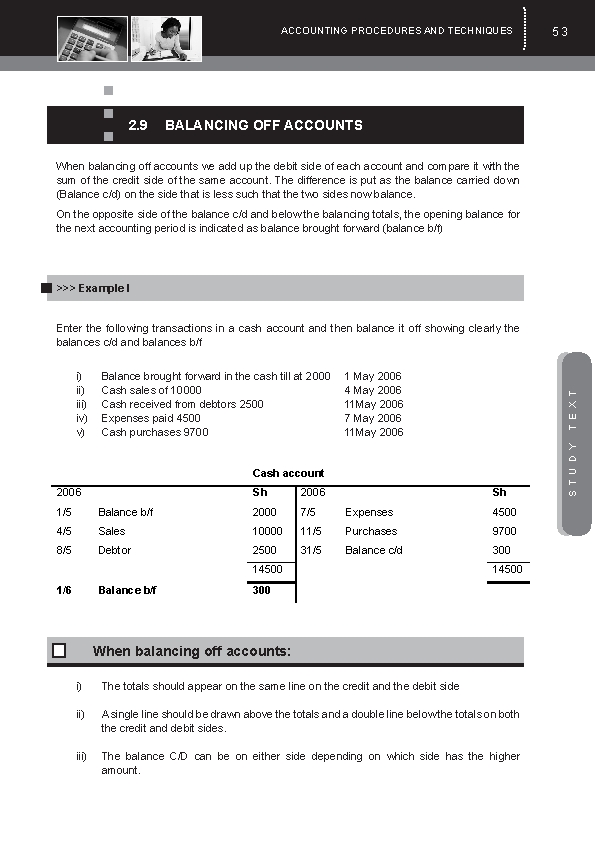 ACCOUNTING PROCEDURES AND TECHNIQUES 53
2.9 BALANCING OFF ACCOUNTS
When balancing off accounts we add up the debit side of each account and compare it with the
sum of the credit side of the same account. The difference is put as the balance carried down
(Balance c/d) on the side that is less such that the two sides now balance.
On the opposite side of the balance c/d and below the balancing totals, the opening balance for
the next accounting period is indicated as balance brought forward (balance b/f)
>>> Example I
Enter the following transactions in a cash account and then balance it off showing clearly the
balances c/d and balances b/f
i) Balance brought forward in the cash till at 2000 1 May 2006
ii) Cash sales of 10000 4 May 2006
iii) Cash received from debtors 2500 11May 2006
iv) Expenses paid 4500 7 May 2006
v) Cash purchases 9700 11May 2006
Cash account
2006 Sh 2006 Sh
1/5 Balance b/f 2000 7/5 Expenses 4500
4/5 Sales 10000 11/5 Purchases 9700
8/5 Debtor 2500 31/5 Balance c/d 300
14500 14500
1/6 Balance b/f 300
When balancing off accounts:
i) The totals should appear on the same line on the credit and the debit side
ii) A single line should be drawn above the totals and a double line below the totals on both
the credit and debit sides.
iii) The balance C/D can be on either side depending on which side has the higher
amount.
STUDY TEXT